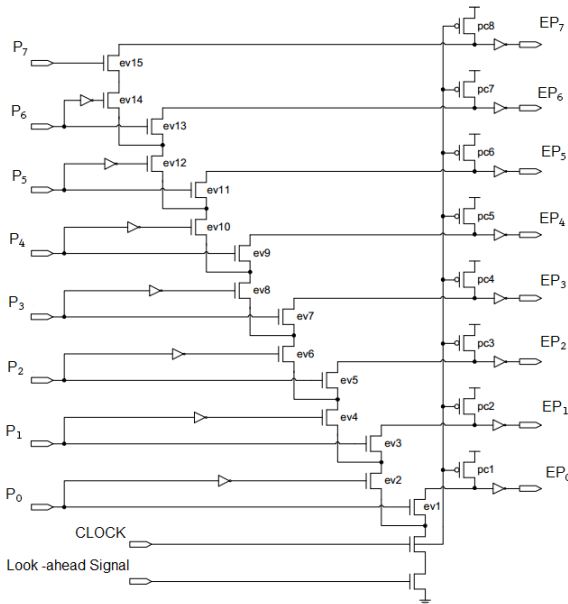 pc8
EP7
P7
ev15
ev14
pc7
EP6
P6
ev13
ev12
pc6
EP5
P5
ev11
ev10
pc5
EP4
P4
ev9
ev8
pc4
EP3
P3
ev7
ev6
pc3
EP2
P2
ev5
ev4
pc2
EP1
P1
ev3
ev2
pc1
EP0
P0
ev1
CLOCK
Look -ahead Signal